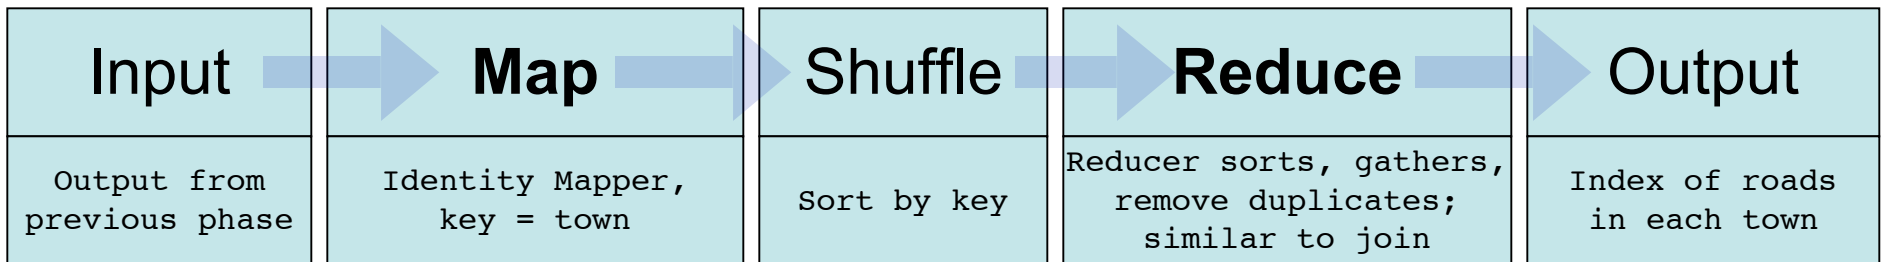 Input
Map
Shuffle
Reduce
Output
Output from
previous phase
Identity Mapper,
key = town
Sort by key
Reducer sorts, gathers,
remove duplicates;
similar to join
Index of roads
in each town